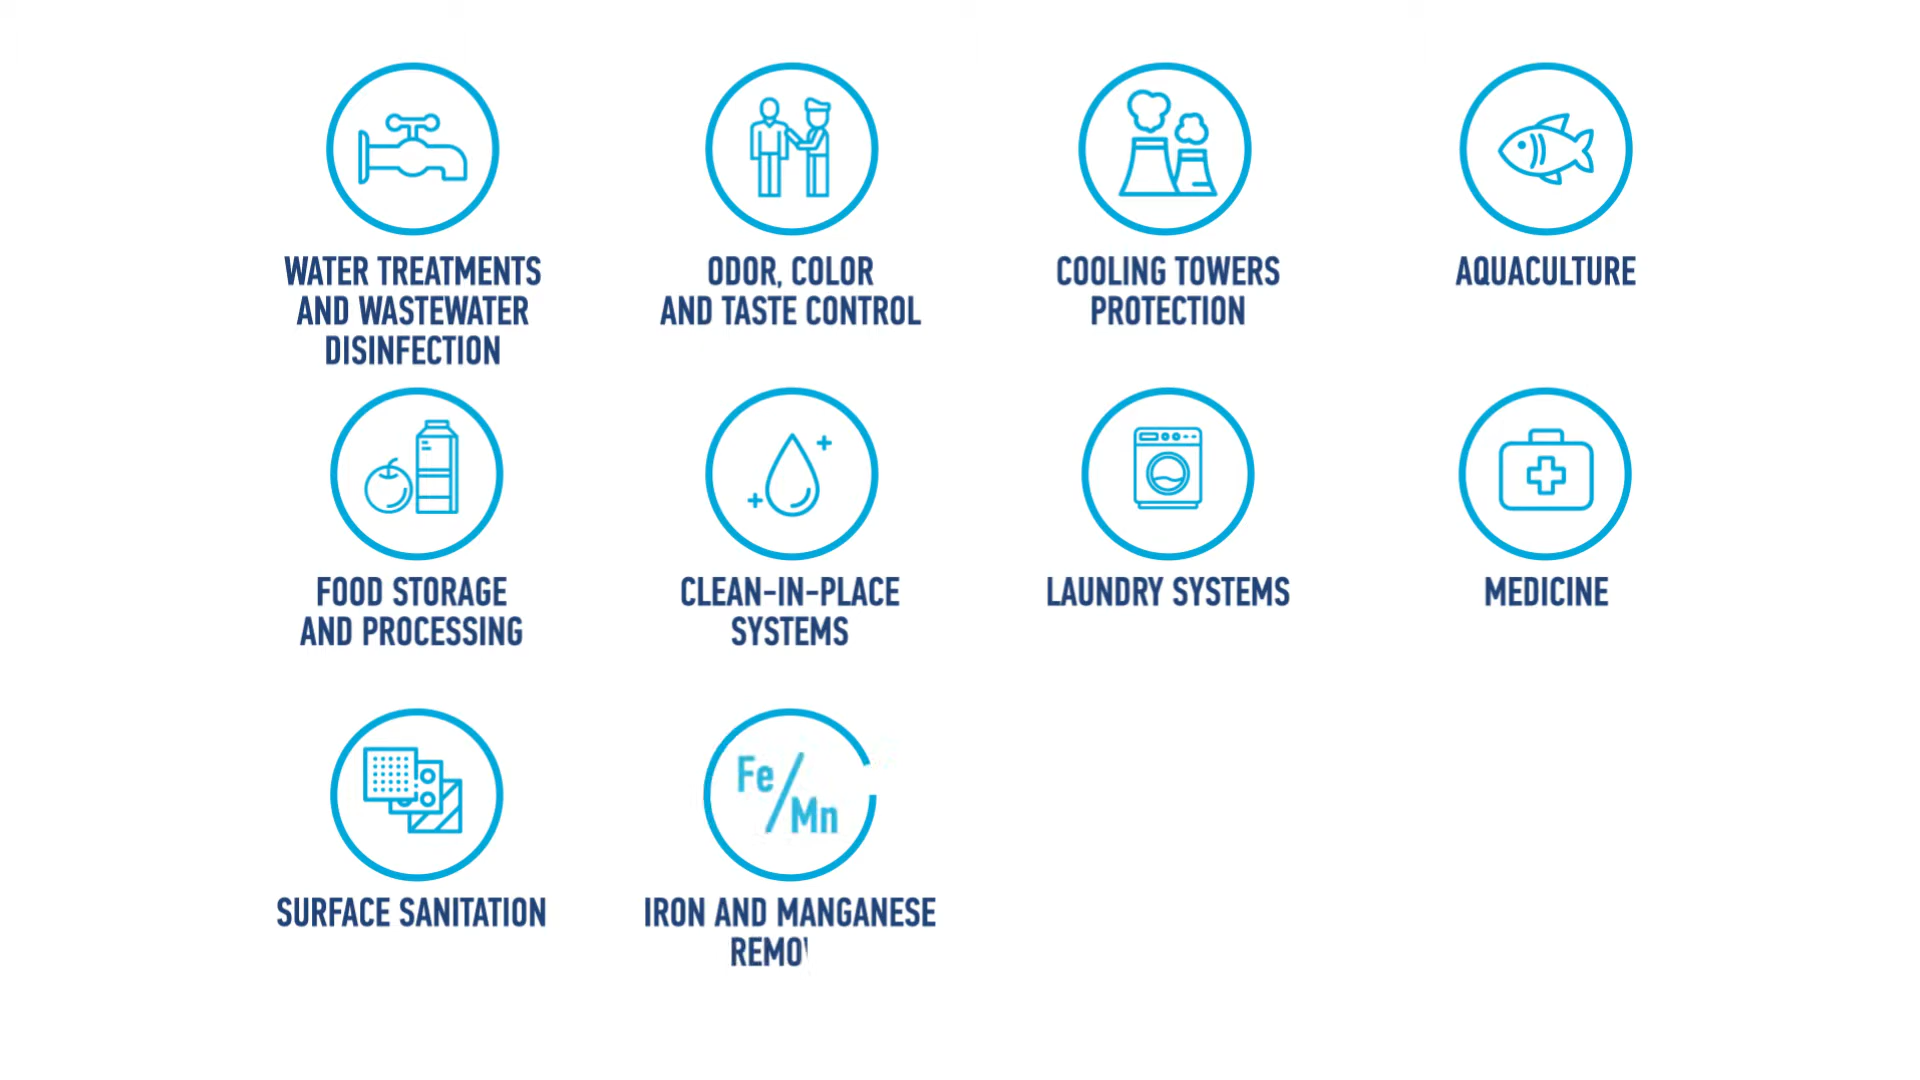 WATER TREATMENTS
AND WASTEWATER
DISINFECTION
ODOR, COLOR
AND TASTE CONTROL
COOLING TOWERS
PROTECTION
AQUACULTURE
FOOD STORAGE
AND PROCESSING
CLEAN-IN-PLACE
SYSTEMS
LAUNDRY SYSTEMS
MEDICINE
SURFACE SANITATION
Fe/
Mn
IRON AND MANGANESE